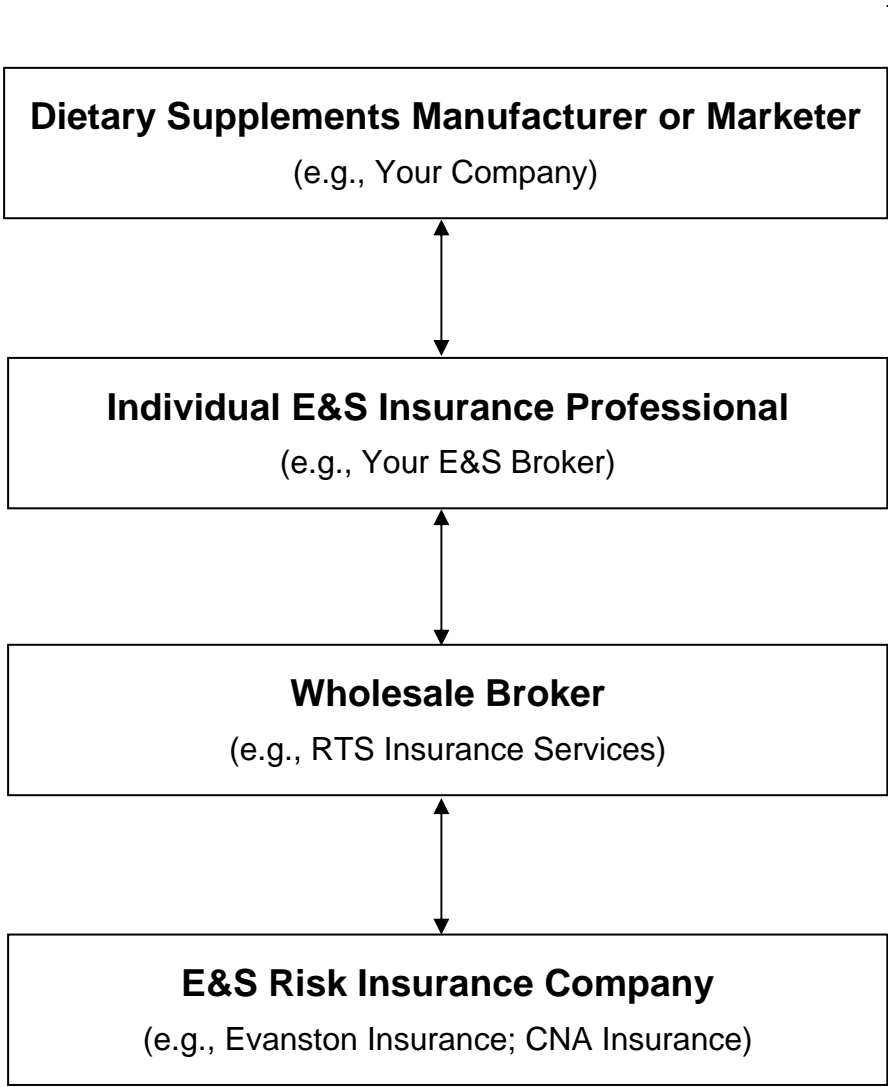 Dietary Supplements Manufacturer or Marketer
(e.g., Your Company)
Individual E&S Insurance Professional
(e.g., Your E&S Broker)
Wholesale Broker
(e.g., RTS Insurance Services)
E&S Risk Insurance Company
(e.g., Evanston Insurance; CNA Insurance)